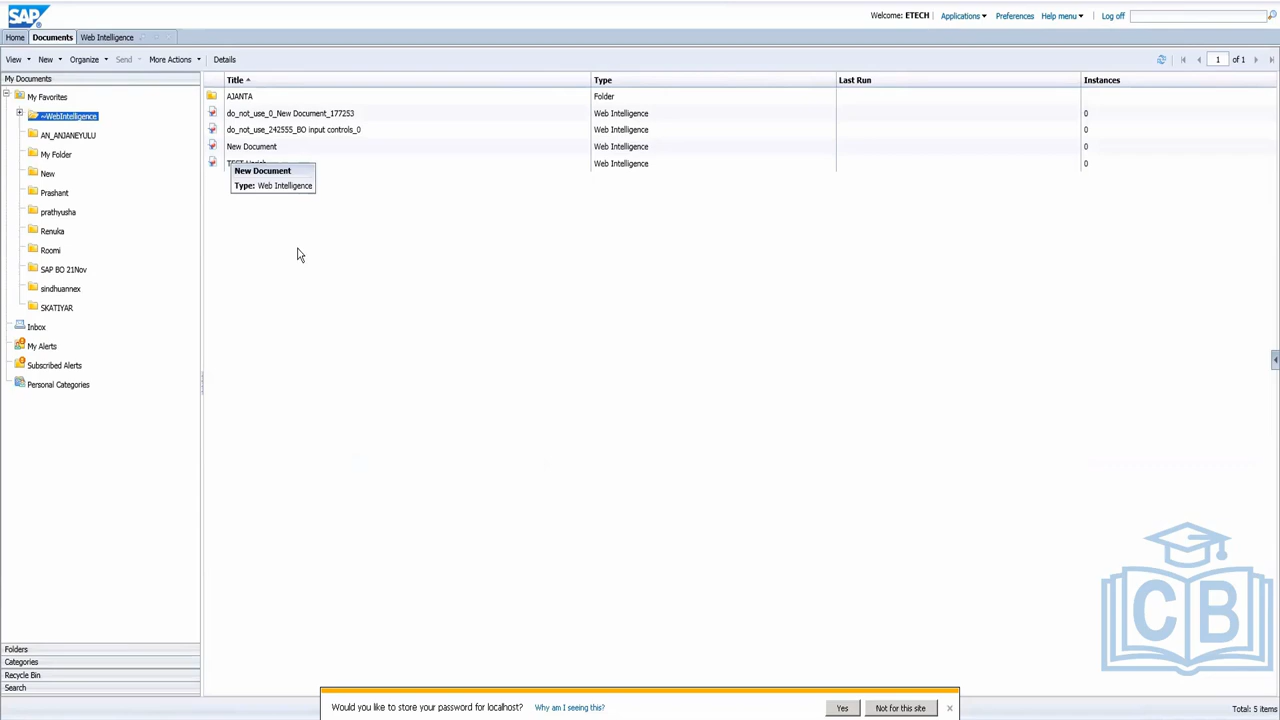 SAP
Welcome: ETECH Applications Preferences Help menu Log off
Home Documents Web Intelligence
View New Organize Send More Actions Details 1 of 1
My Documents
Title Type Last Run Instances
My Favorites
~WebIntelligence
AN_ANJANEYULU
My Folder
New
Prashant
prathyusha
Renuka
Roomi
SAP BO 21Nov
sindhuannex
SKATIYAR
Inbox
My Alerts
Subscribed Alerts
Personal Categories
AJANTA Folder
do_not_use_0_New Document_177253 Web Intelligence 0
do_not_use_242555_BO input controls_0 Web Intelligence 0
New Document Web Intelligence 0
Web Intelligence 0
New Document
Type: Web Intelligence
CB
Folders
Categories
Recycle Bin
Search
Would you like to store your password for localhost? Why am I seeing this? Yes Not for this site
Total: 5 items